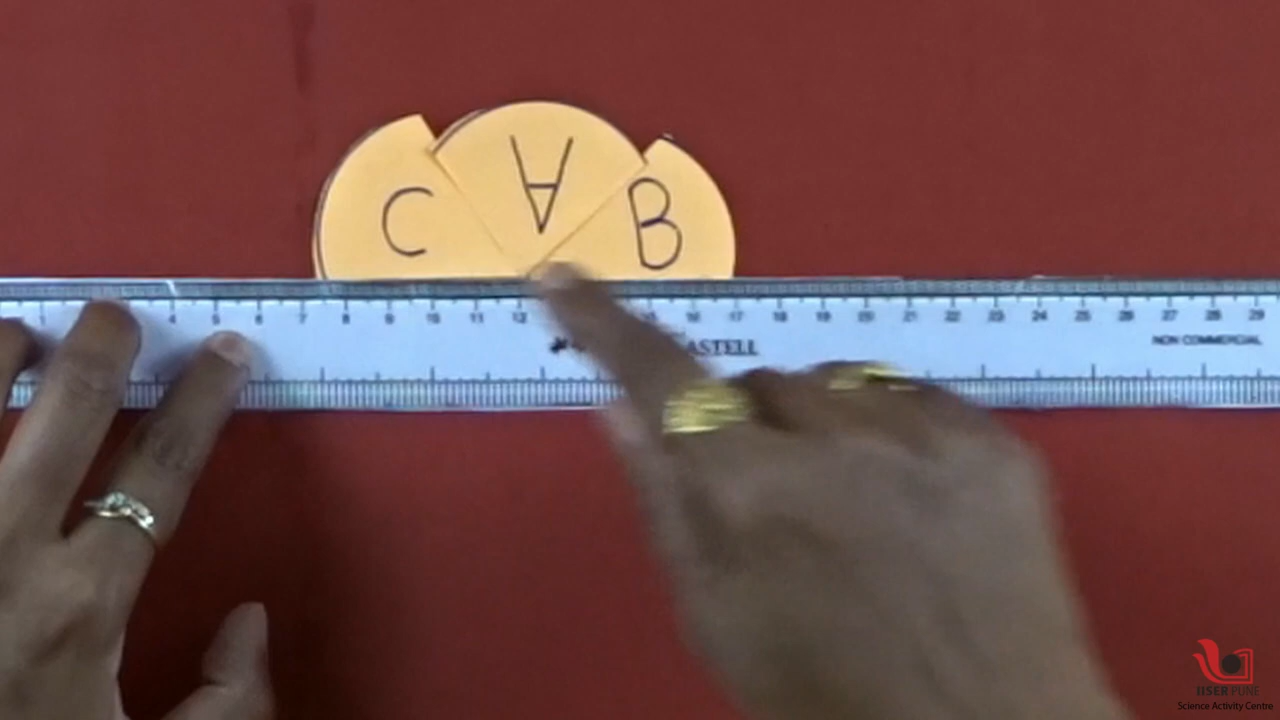 C A B
4 5 6 7 8 9 10 11 12 15 16 17 18 19 20 21 22 23 24 25 26 27 28 29
ASTELL
NON COMMERCIAL
IISER PUNE
Science Activity Centre